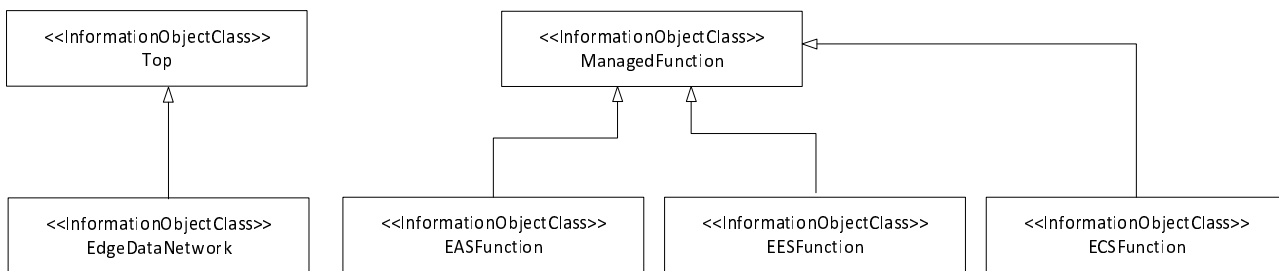 <<InformationObjectClass>>
Top
<<InformationObjectClass>>
ManagedFunction
<<InformationObjectClass>>
EdgeDataNetwork
<<InformationObjectClass>>
EASFunction
<<InformationObjectClass>>
EESFunction
<<InformationObjectClass>>
ECSFunction